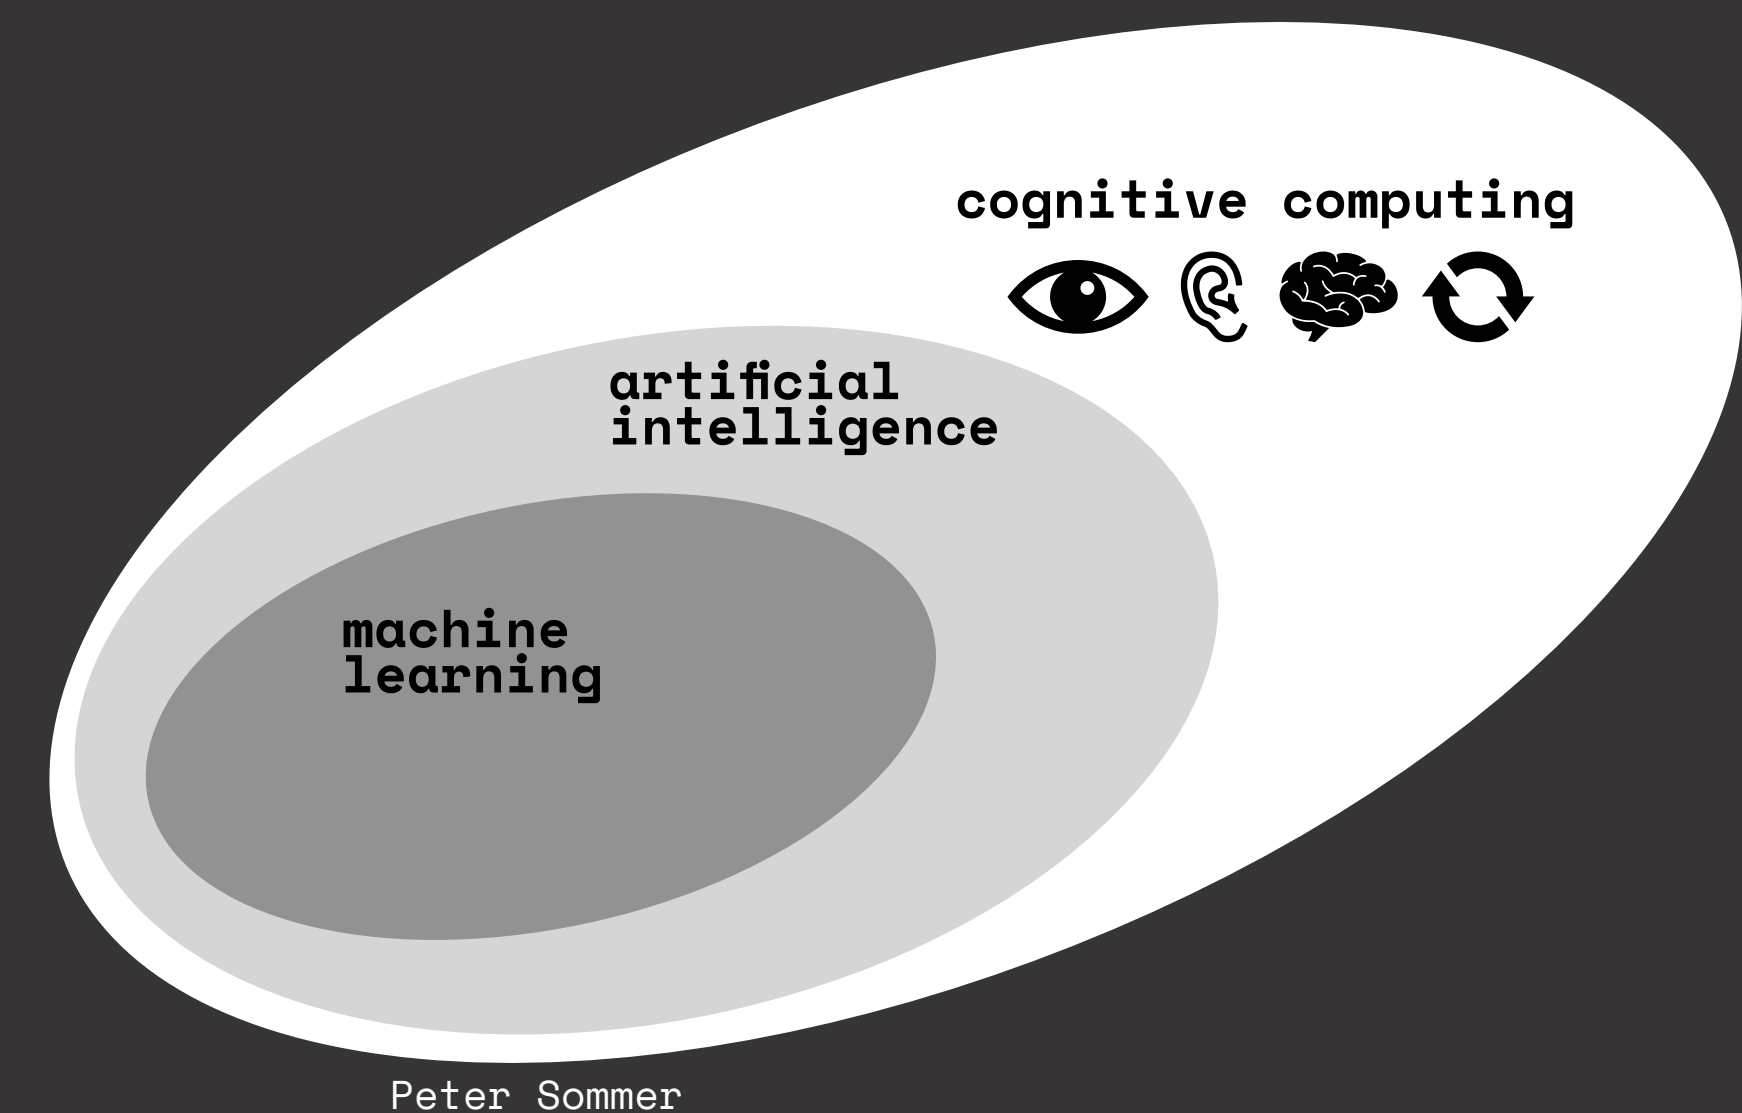 cognitive computing
artificial
intelligence
machine
learning
Peter Sommer